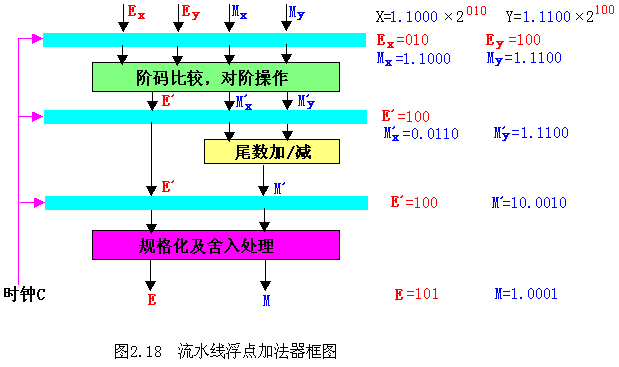 Ex Ey Mx My X=1.1000×2^010 Y=1.1100×2^100
Ex=010 Ey=100
Mx=1.1000 My=1.1100
阶码比较，对阶操作
E′ M′x M′y E′=100
M′x=0.0110 M′y=1.1100
尾数加/减
E′ M′ E′=100 M′=10.0010
规格化及舍入处理
时钟C E M E=101 M=1.0001
图2.18 流水线浮点加法器框图